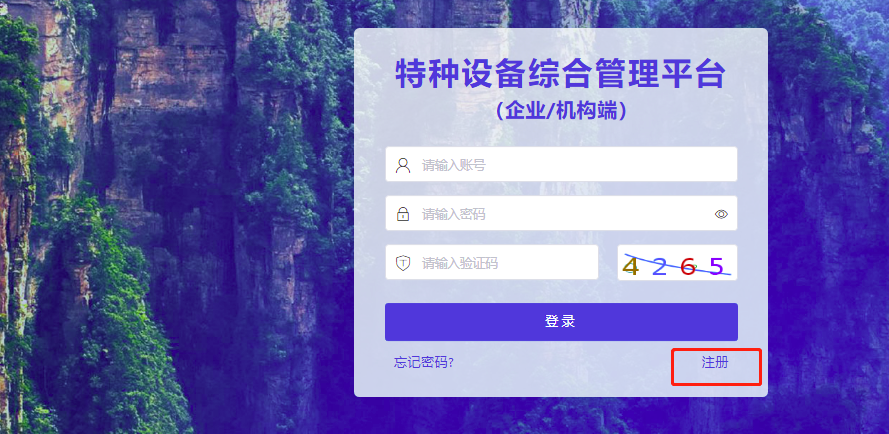 特种设备综合管理平台
（企业/机构端）
请输入账号
请输入密码
请输入验证码
4265
登录
忘记密码?
注册